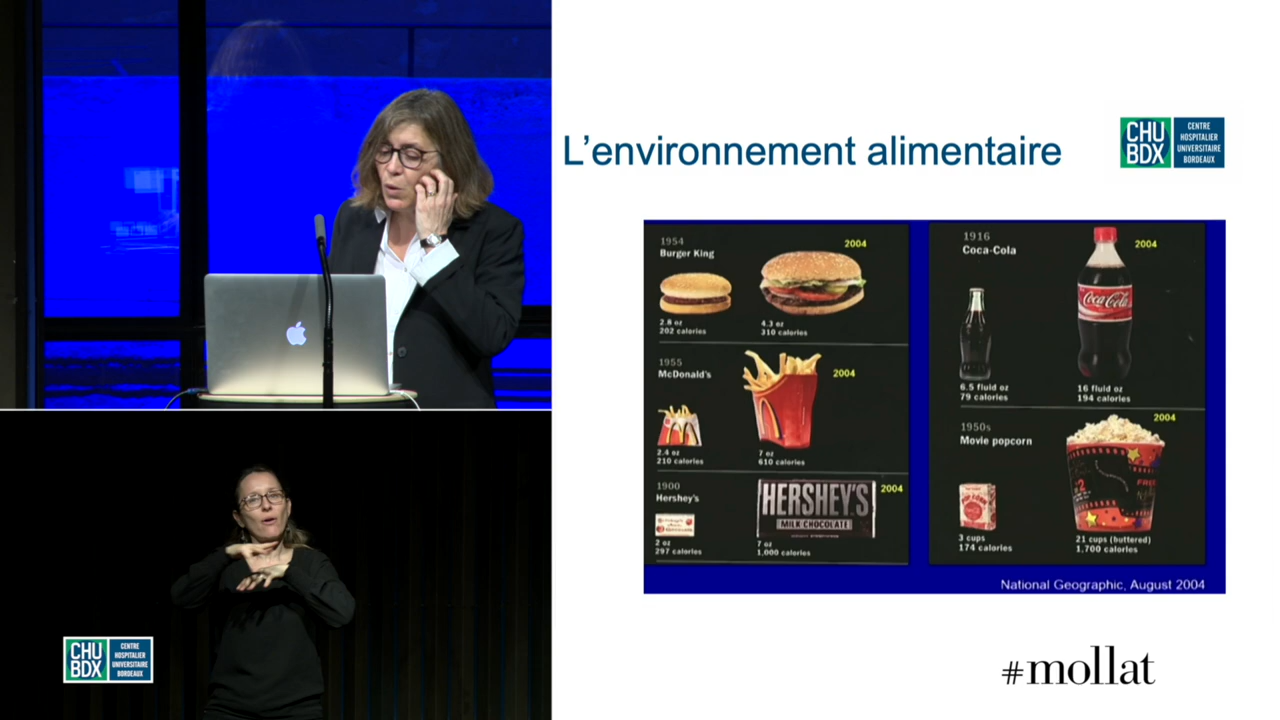 L'environnement alimentaire
CHU
BDX
CENTRE
HOSPITALIER
UNIVERSITAIRE
BORDEAUX
1954
Burger King
2004
2.8 oz
202 calories
4.3 oz
310 calories
1955
McDonald's
2004
2.4 oz
210 calories
7 oz
610 calories
1900
Hershey's
2004
HERSHEY'S
MILK CHOCOLATE
2 oz
297 calories
7 oz
1,000 calories
1916
Coca-Cola
2004
Coca-Cola
6.5 fluid oz
79 calories
16 fluid oz
194 calories
1950s
Movie popcorn
2004
3 cups
174 calories
21 cups (buttered)
1,700 calories
National Geographic, August 2004
#mollat
CHU
BDX
CENTRE
HOSPITALIER
UNIVERSITAIRE
BORDEAUX